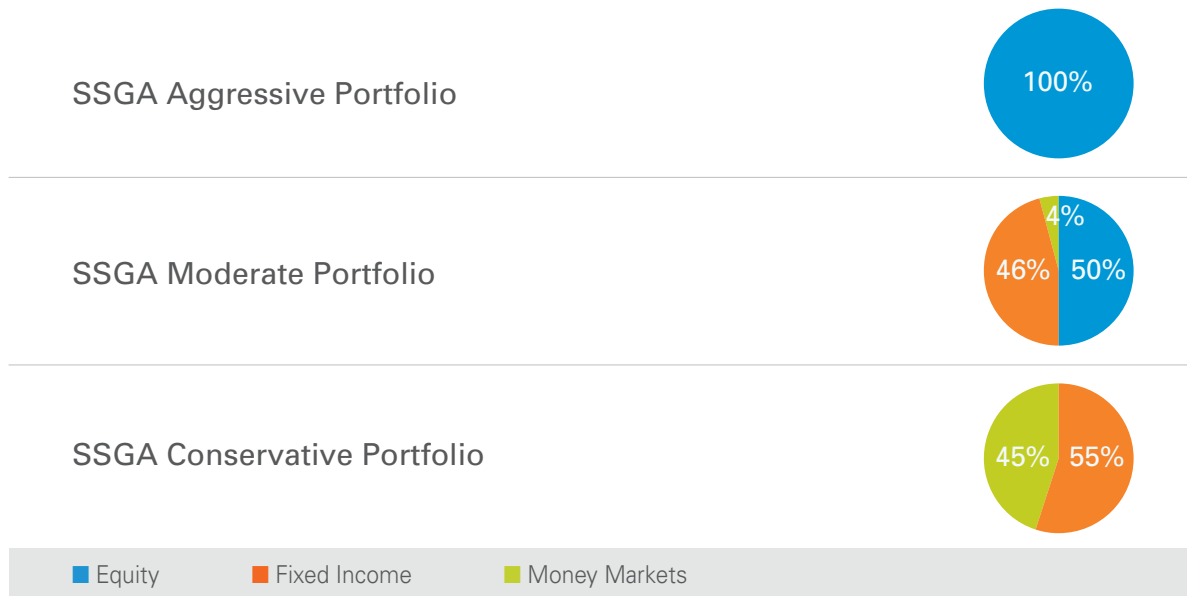 SSGA Aggressive Portfolio
100%
SSGA Moderate Portfolio
4%
46% 50%
SSGA Conservative Portfolio
45% 55%
Equity Fixed Income Money Markets